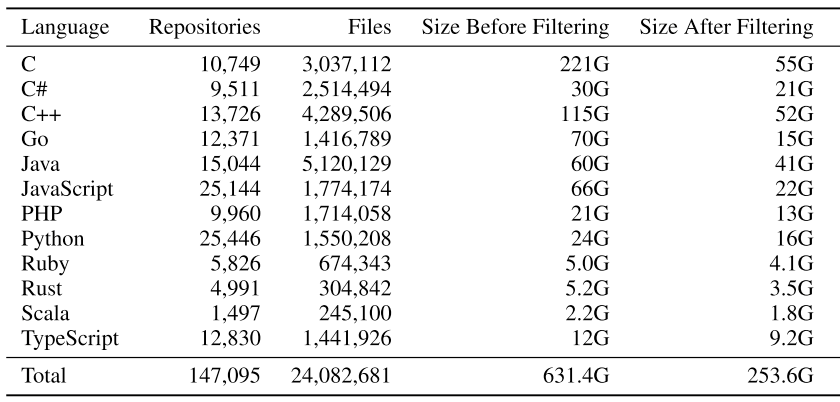 Language Repositories Files Size Before Filtering Size After Filtering
C 10,749 3,037,112 221G 55G
C# 9,511 2,514,494 30G 21G
C++ 13,726 4,289,506 115G 52G
Go 12,371 1,416,789 70G 15G
Java 15,044 5,120,129 60G 41G
JavaScript 25,144 1,774,174 66G 22G
PHP 9,960 1,714,058 21G 13G
Python 25,446 1,550,208 24G 16G
Ruby 5,826 674,343 5.0G 4.1G
Rust 4,991 304,842 5.2G 3.5G
Scala 1,497 245,100 2.2G 1.8G
TypeScript 12,830 1,441,926 12G 9.2G
Total 147,095 24,082,681 631.4G 253.6G